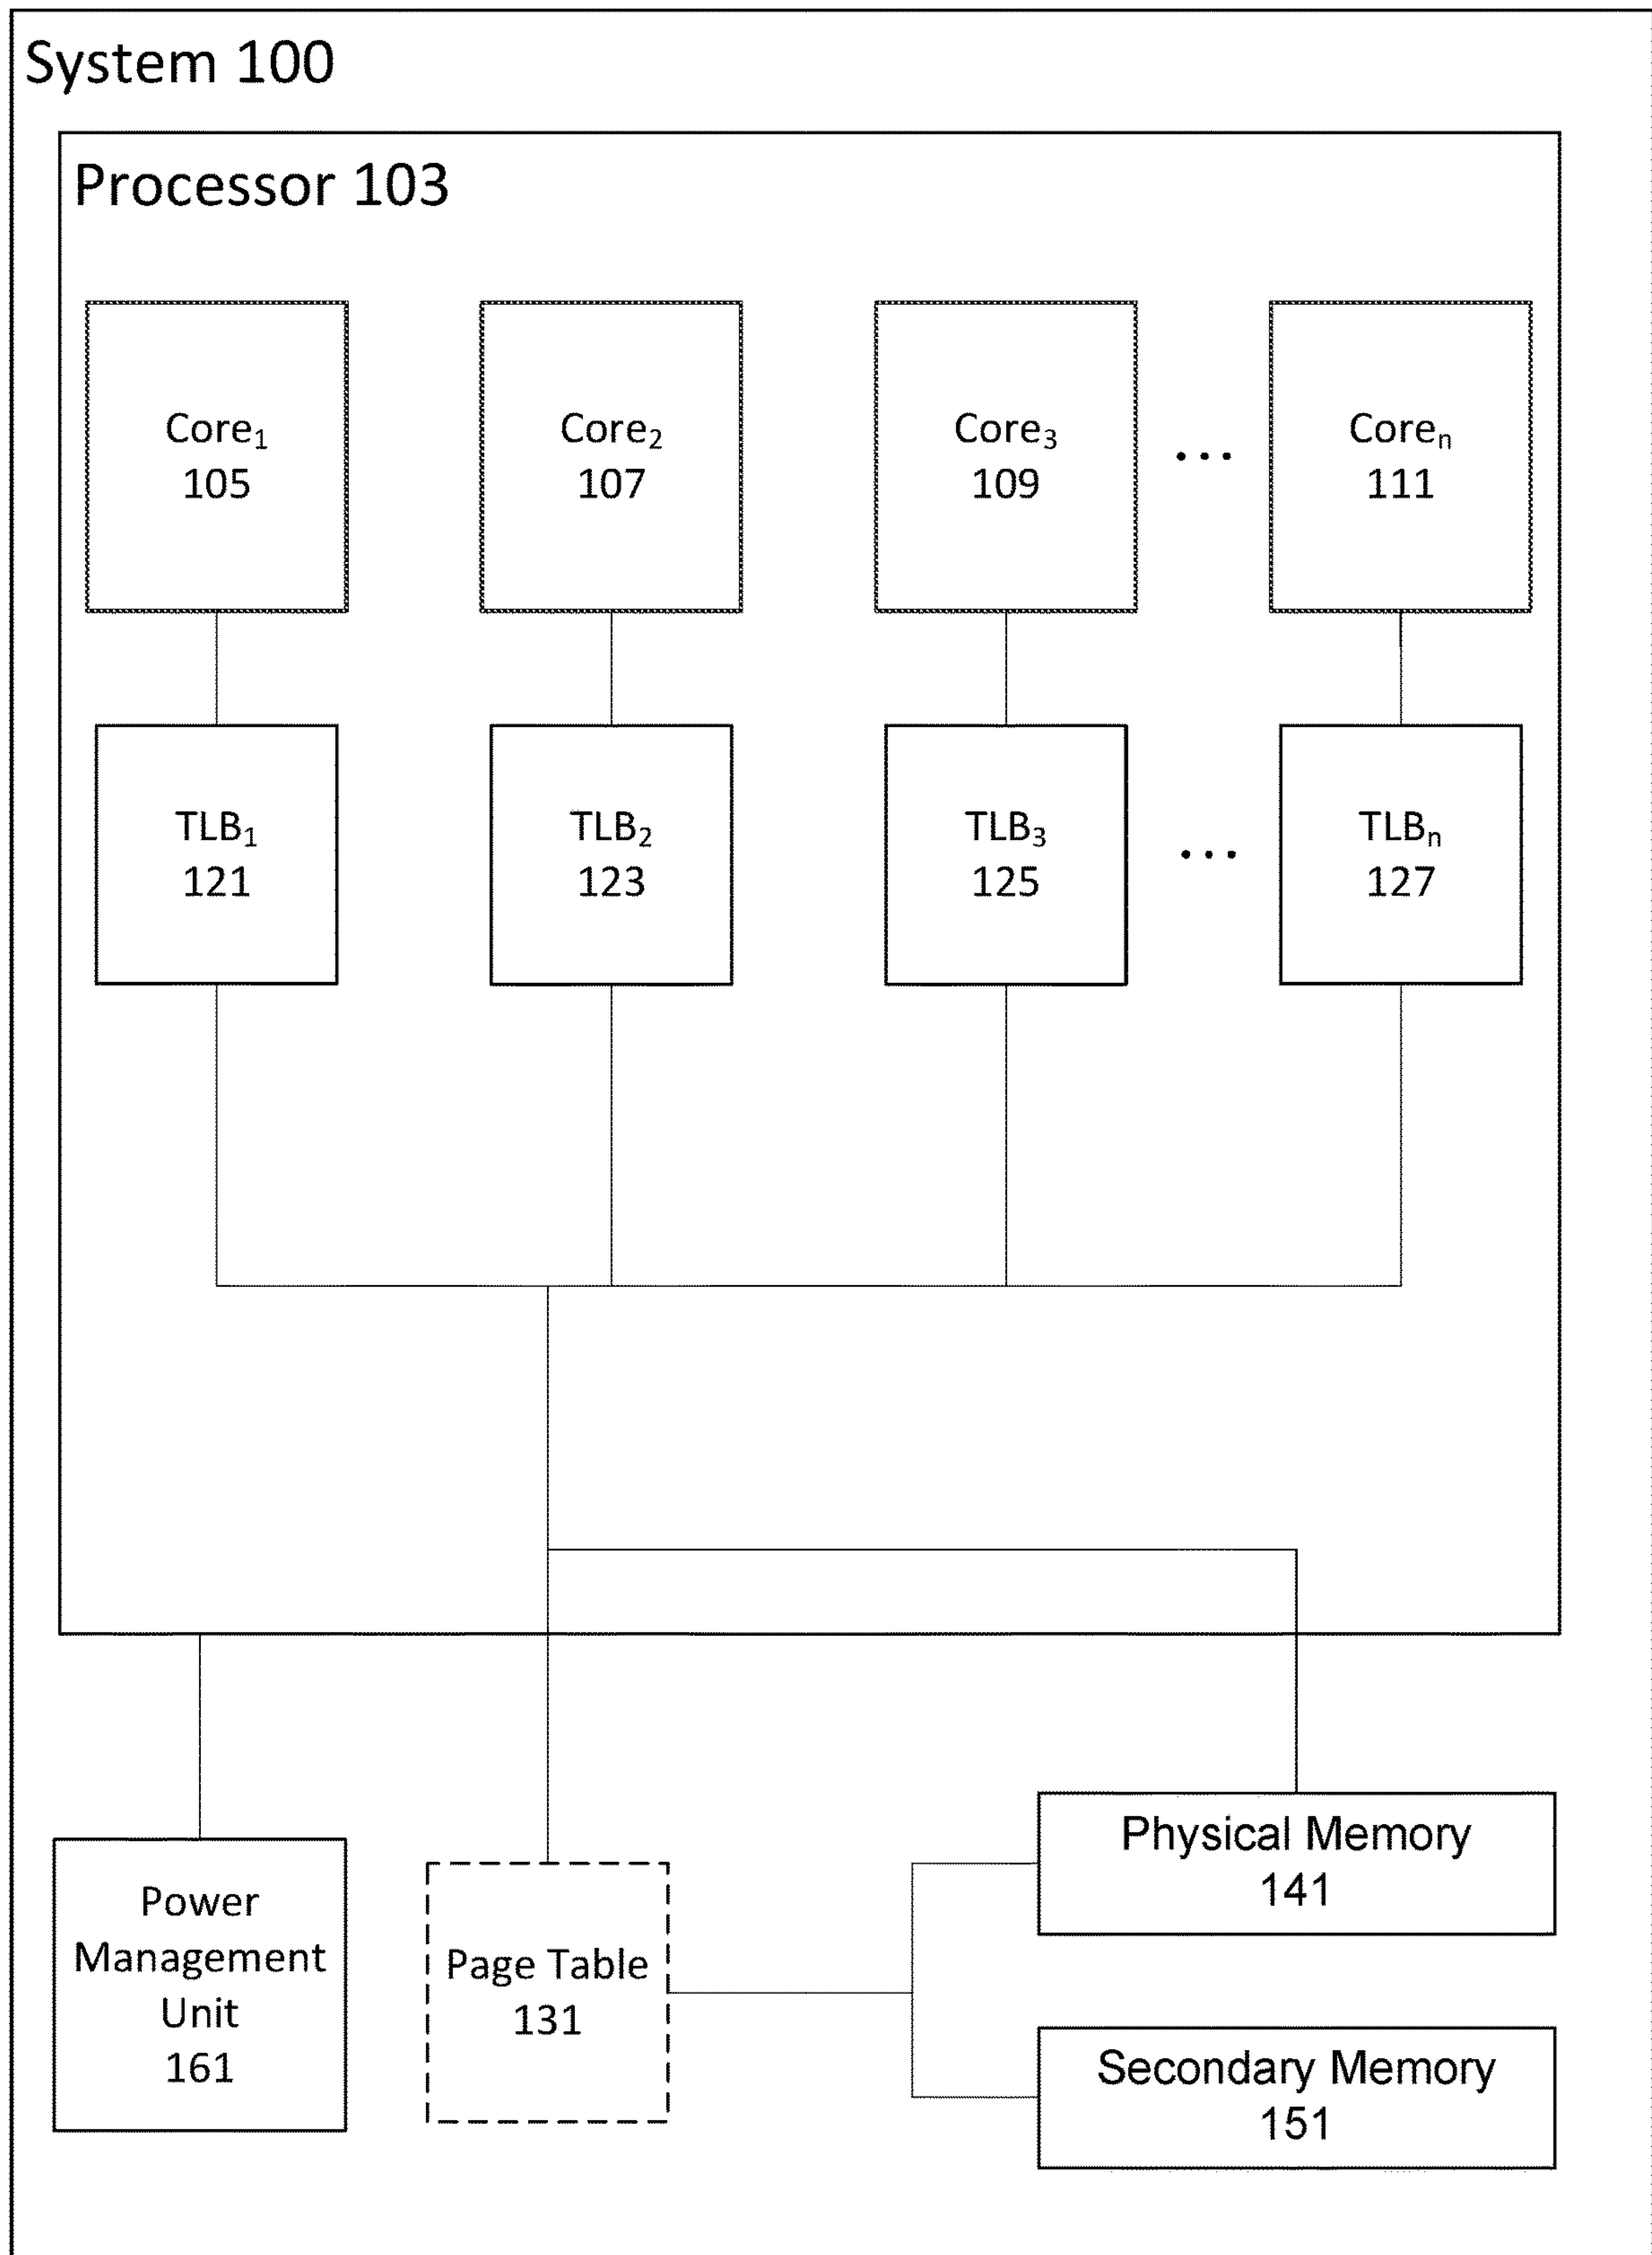 System 100
Processor 103
Core₁ Core₂ Core₃ ... Coreₙ
105 107 109 111
TLB₁ TLB₂ TLB₃ ... TLBₙ
121 123 125 127
Power
Management
Unit
161
Page Table
131
Physical Memory
141
Secondary Memory
151